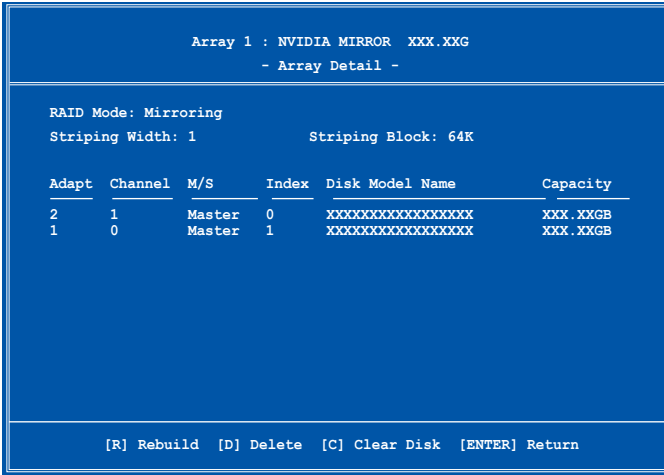 Array 1 : NVIDIA MIRROR XXX.XXG
- Array Detail -
RAID Mode: Mirroring
Striping Width: 1 Striping Block: 64K
Adapt Channel M/S Index Disk Model Name Capacity
2 1 Master 0 XXXXXXXXXXXXXXXXX XXX.XXGB
1 0 Master 1 XXXXXXXXXXXXXXXXX XXX.XXGB
[R] Rebuild [D] Delete [C] Clear Disk [ENTER] Return